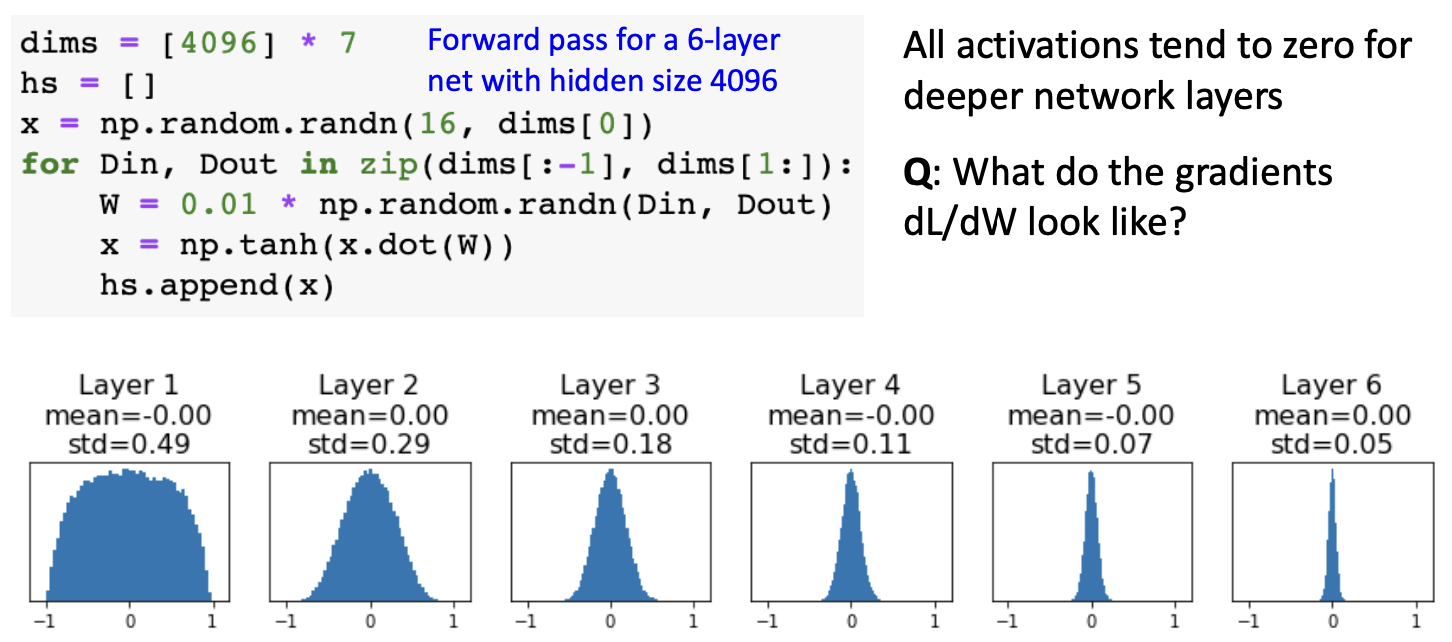 dims = [4096] * 7
hs = []
x = np.random.randn(16, dims[0])
for Din, Dout in zip(dims[:-1], dims[1:]):
    W = 0.01 * np.random.randn(Din, Dout)
    x = np.tanh(x.dot(W))
    hs.append(x)
Forward pass for a 6-layer
net with hidden size 4096
All activations tend to zero for
deeper network layers
Q: What do the gradients
dL/dW look like?
Layer 1
mean=-0.00
std=0.49
−1 0 1
Layer 2
mean=0.00
std=0.29
−1 0 1
Layer 3
mean=0.00
std=0.18
−1 0 1
Layer 4
mean=-0.00
std=0.11
−1 0 1
Layer 5
mean=-0.00
std=0.07
−1 0 1
Layer 6
mean=0.00
std=0.05
−1 0 1